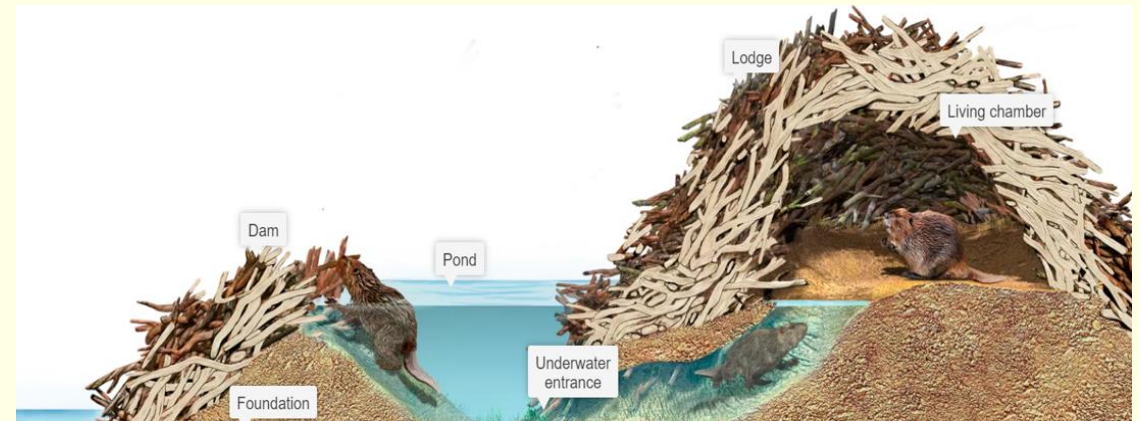 Lodge
Living chamber
Dam
Pond
Underwater
entrance
Foundation